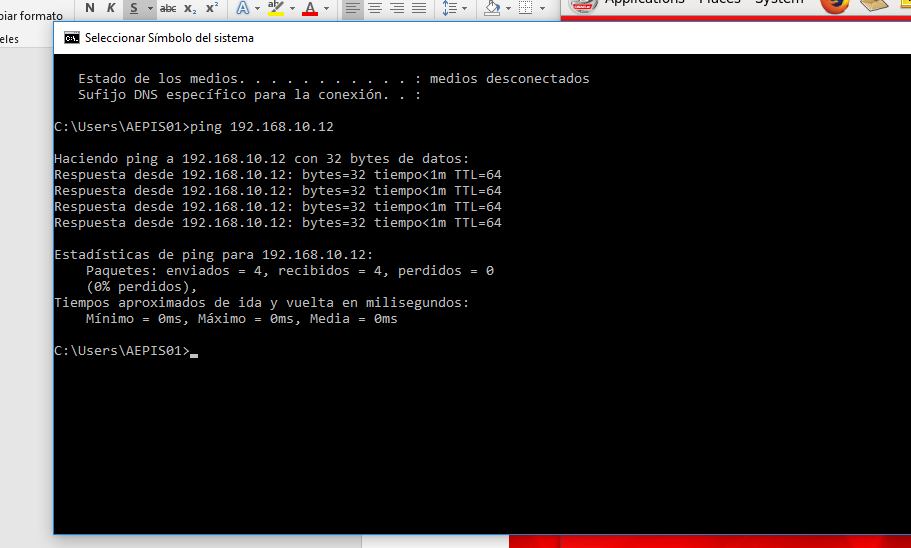 piar formato
N K S abc x₂ x² A ab A
Applications Places System
eles
Seleccionar Símbolo del sistema
Estado de los medios. . . . . . . . . . . : medios desconectados
Sufijo DNS específico para la conexión. . :
C:\Users\AEPIS01>ping 192.168.10.12
Haciendo ping a 192.168.10.12 con 32 bytes de datos:
Respuesta desde 192.168.10.12: bytes=32 tiempo<1m TTL=64
Respuesta desde 192.168.10.12: bytes=32 tiempo<1m TTL=64
Respuesta desde 192.168.10.12: bytes=32 tiempo<1m TTL=64
Respuesta desde 192.168.10.12: bytes=32 tiempo<1m TTL=64
Estadísticas de ping para 192.168.10.12:
Paquetes: enviados = 4, recibidos = 4, perdidos = 0
(0% perdidos),
Tiempos aproximados de ida y vuelta en milisegundos:
Mínimo = 0ms, Máximo = 0ms, Media = 0ms
C:\Users\AEPIS01>